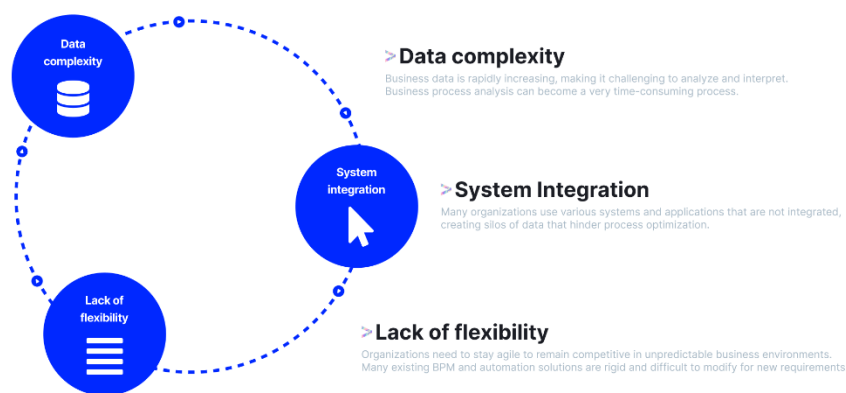 Data
complexity
>Data complexity
Business data is rapidly increasing, making it challenging to analyze and interpret.
Business process analysis can become a very time-consuming process.
System
integration
>System Integration
Many organizations use various systems and applications that are not integrated,
creating silos of data that hinder process optimization.
Lack of
flexibility
>Lack of flexibility
Organizations need to stay agile to remain competitive in unpredictable business environments.
Many existing BPM and automation solutions are rigid and difficult to modify for new requirements